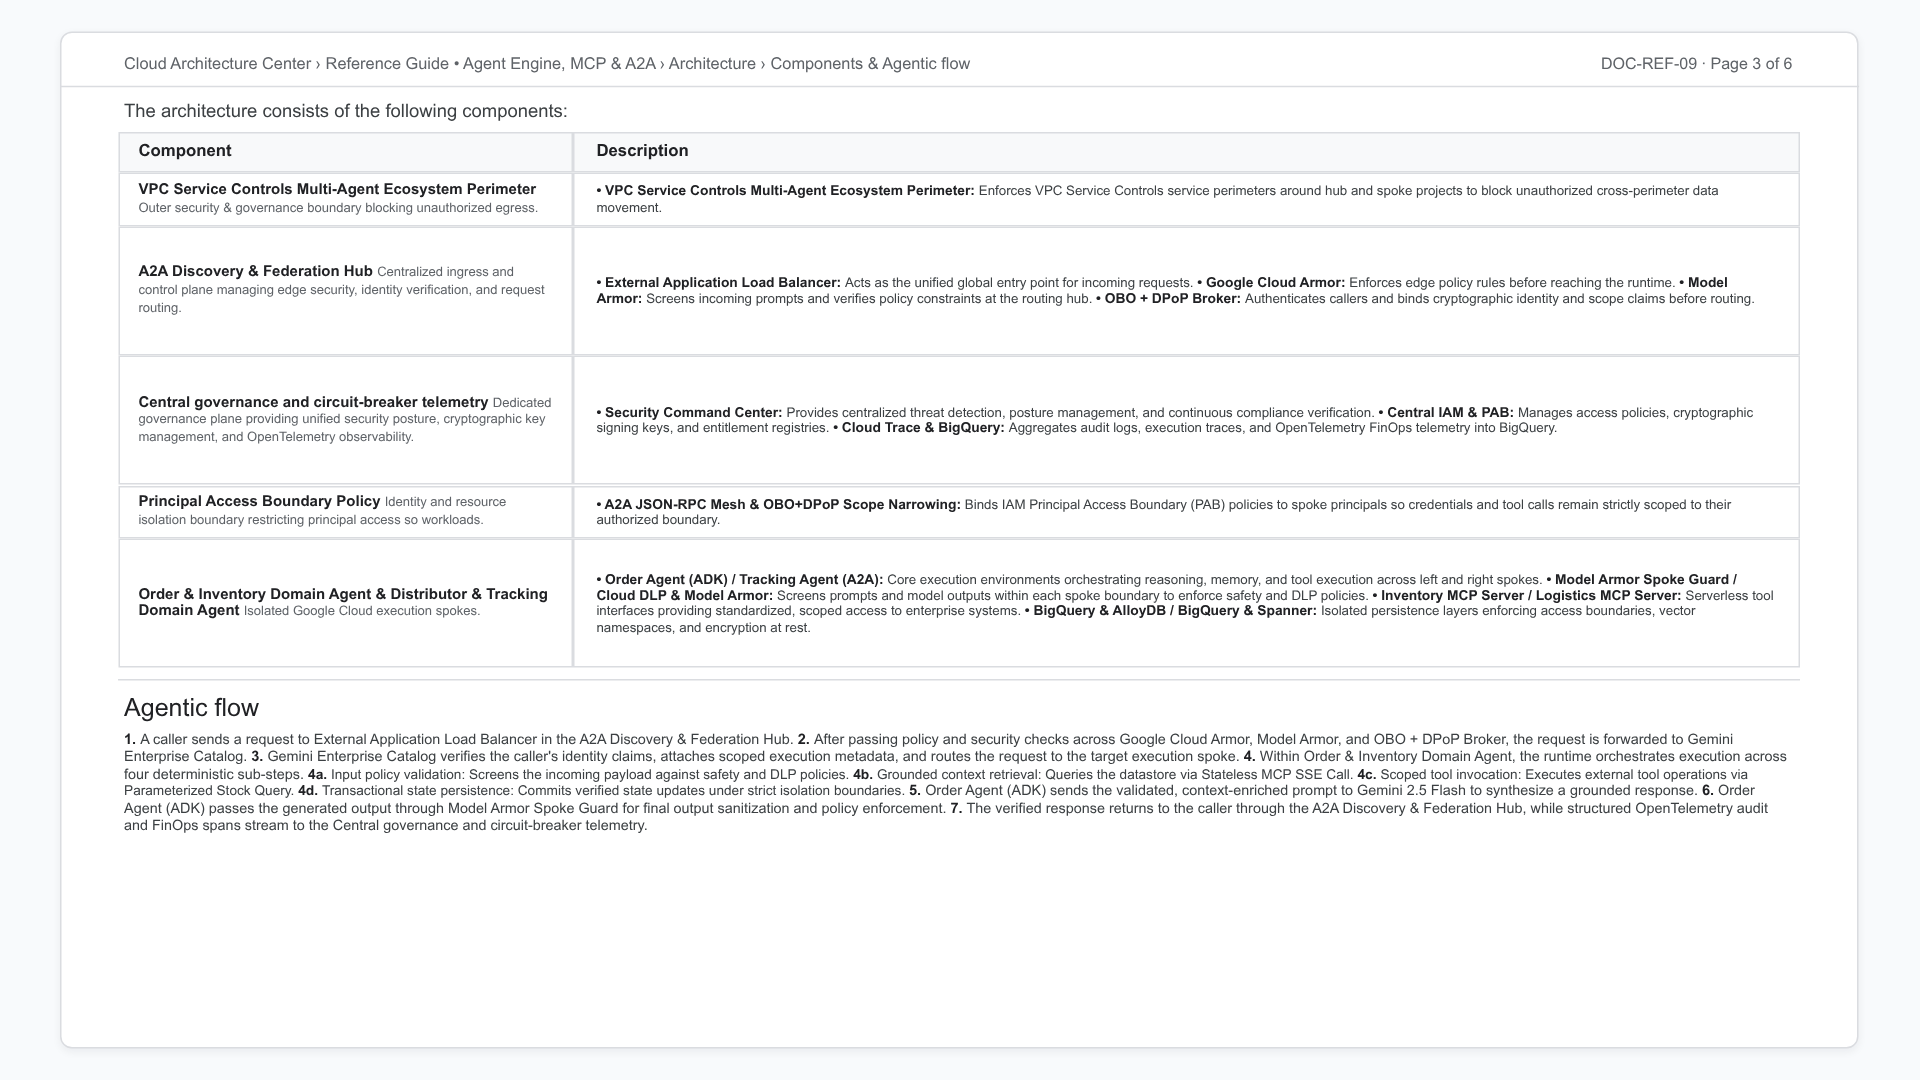 Cloud Architecture Center › Reference Guide • Agent Engine, MCP & A2A › Architecture › Components & Agentic flow
DOC-REF-09 · Page 3 of 6
The architecture consists of the following components:
Component
Description
VPC Service Controls Multi-Agent Ecosystem Perimeter
Outer security & governance boundary blocking unauthorized egress.
• VPC Service Controls Multi-Agent Ecosystem Perimeter: Enforces VPC Service Controls service perimeters around hub and spoke projects to block unauthorized cross-perimeter data
movement.
A2A Discovery & Federation Hub Centralized ingress and
control plane managing edge security, identity verification, and request
routing.
• External Application Load Balancer: Acts as the unified global entry point for incoming requests. • Google Cloud Armor: Enforces edge policy rules before reaching the runtime. • Model
Armor: Screens incoming prompts and verifies policy constraints at the routing hub. • OBO + DPoP Broker: Authenticates callers and binds cryptographic identity and scope claims before routing.
Central governance and circuit-breaker telemetry Dedicated
governance plane providing unified security posture, cryptographic key
management, and OpenTelemetry observability.
• Security Command Center: Provides centralized threat detection, posture management, and continuous compliance verification. • Central IAM & PAB: Manages access policies, cryptographic
signing keys, and entitlement registries. • Cloud Trace & BigQuery: Aggregates audit logs, execution traces, and OpenTelemetry FinOps telemetry into BigQuery.
Principal Access Boundary Policy Identity and resource
isolation boundary restricting principal access so workloads.
• A2A JSON-RPC Mesh & OBO+DPoP Scope Narrowing: Binds IAM Principal Access Boundary (PAB) policies to spoke principals so credentials and tool calls remain strictly scoped to their
authorized boundary.
Order & Inventory Domain Agent & Distributor & Tracking
Domain Agent Isolated Google Cloud execution spokes.
• Order Agent (ADK) / Tracking Agent (A2A): Core execution environments orchestrating reasoning, memory, and tool execution across left and right spokes. • Model Armor Spoke Guard /
Cloud DLP & Model Armor: Screens prompts and model outputs within each spoke boundary to enforce safety and DLP policies. • Inventory MCP Server / Logistics MCP Server: Serverless tool
interfaces providing standardized, scoped access to enterprise systems. • BigQuery & AlloyDB / BigQuery & Spanner: Isolated persistence layers enforcing access boundaries, vector
namespaces, and encryption at rest.
Agentic flow
1. A caller sends a request to External Application Load Balancer in the A2A Discovery & Federation Hub. 2. After passing policy and security checks across Google Cloud Armor, Model Armor, and OBO + DPoP Broker, the request is forwarded to Gemini
Enterprise Catalog. 3. Gemini Enterprise Catalog verifies the caller's identity claims, attaches scoped execution metadata, and routes the request to the target execution spoke. 4. Within Order & Inventory Domain Agent, the runtime orchestrates execution across
four deterministic sub-steps. 4a. Input policy validation: Screens the incoming payload against safety and DLP policies. 4b. Grounded context retrieval: Queries the datastore via Stateless MCP SSE Call. 4c. Scoped tool invocation: Executes external tool operations via
Parameterized Stock Query. 4d. Transactional state persistence: Commits verified state updates under strict isolation boundaries. 5. Order Agent (ADK) sends the validated, context-enriched prompt to Gemini 2.5 Flash to synthesize a grounded response. 6. Order
Agent (ADK) passes the generated output through Model Armor Spoke Guard for final output sanitization and policy enforcement. 7. The verified response returns to the caller through the A2A Discovery & Federation Hub, while structured OpenTelemetry audit
and FinOps spans stream to the Central governance and circuit-breaker telemetry.